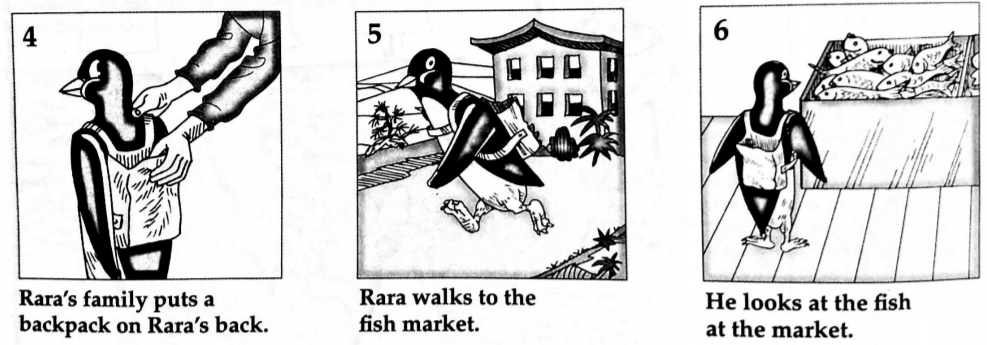 4
Rara's family puts a
backpack on Rara's back.
5
Rara walks to the
fish market.
6
He looks at the fish
at the market.